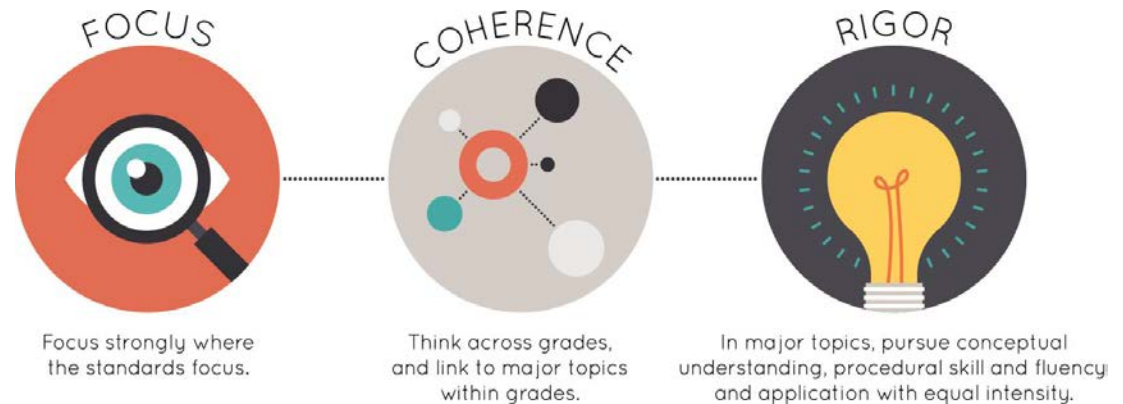 FOCUS
COHERENCE
RIGOR
Focus strongly where
the standards focus.
Think across grades,
and link to major topics
within grades.
In major topics, pursue conceptual
understanding, procedural skill and fluency
and application with equal intensity.